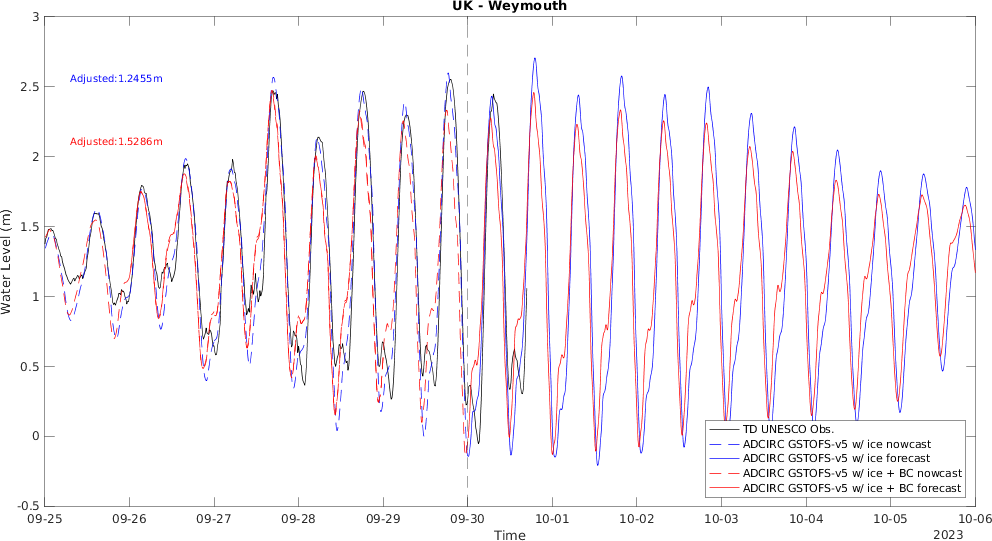 UK - Weymouth
3
2.5
2
1.5
1
0.5
0
-0.5
Water Level (m)
Adjusted:1.2455m
Adjusted:1.5286m
TD UNESCO Obs.
ADCIRC GSTOFS-v5 w/ ice nowcast
ADCIRC GSTOFS-v5 w/ ice forecast
ADCIRC GSTOFS-v5 w/ ice + BC nowcast
ADCIRC GSTOFS-v5 w/ ice + BC forecast
09-25 09-26 09-27 09-28 09-29 09-30 10-01 10-02 10-03 10-04 10-05 10-06
Time
2023